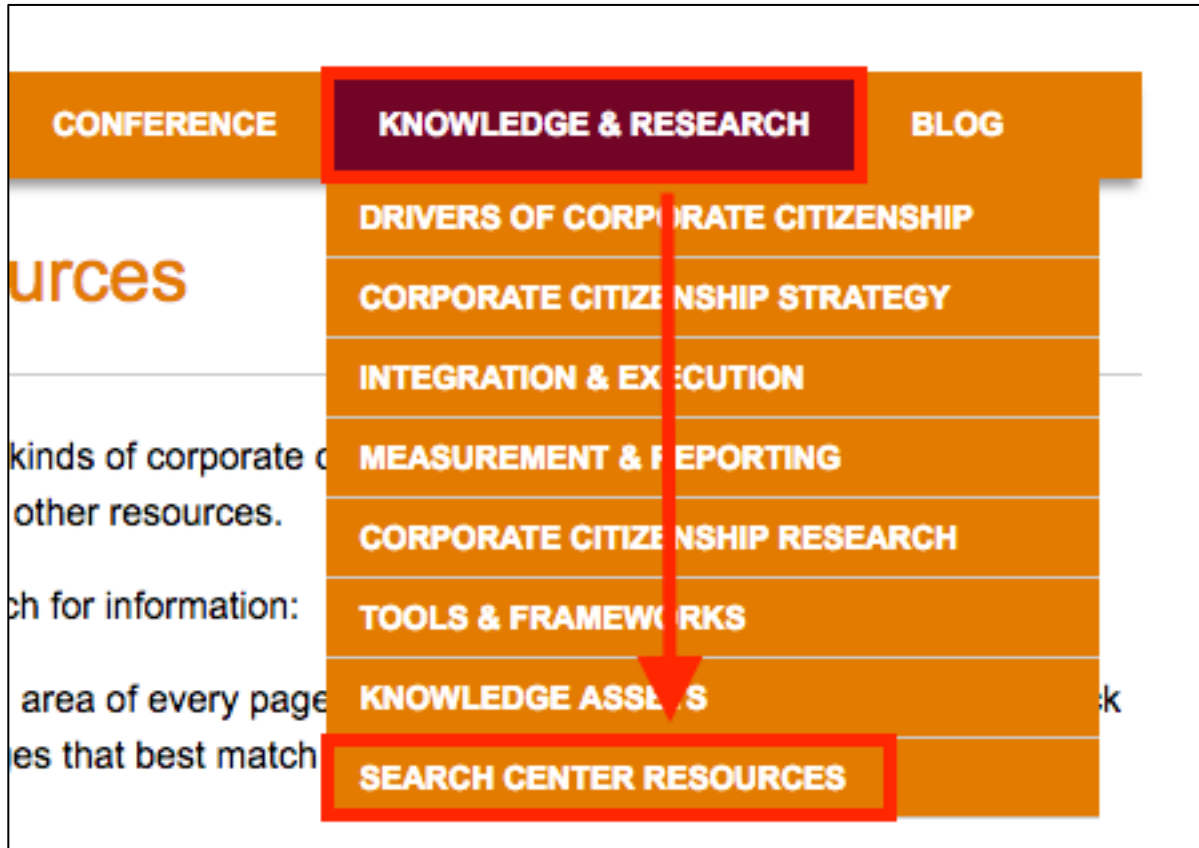 CONFERENCE KNOWLEDGE & RESEARCH BLOG
DRIVERS OF CORPORATE CITIZENSHIP
urces
CORPORATE CITIZENSHIP STRATEGY
INTEGRATION & EXECUTION
kinds of corporate c
MEASUREMENT & REPORTING
other resources.
CORPORATE CITIZENSHIP RESEARCH
ch for information:
TOOLS & FRAMEWORKS
area of every page
KNOWLEDGE ASSETS
ck
es that best match
SEARCH CENTER RESOURCES